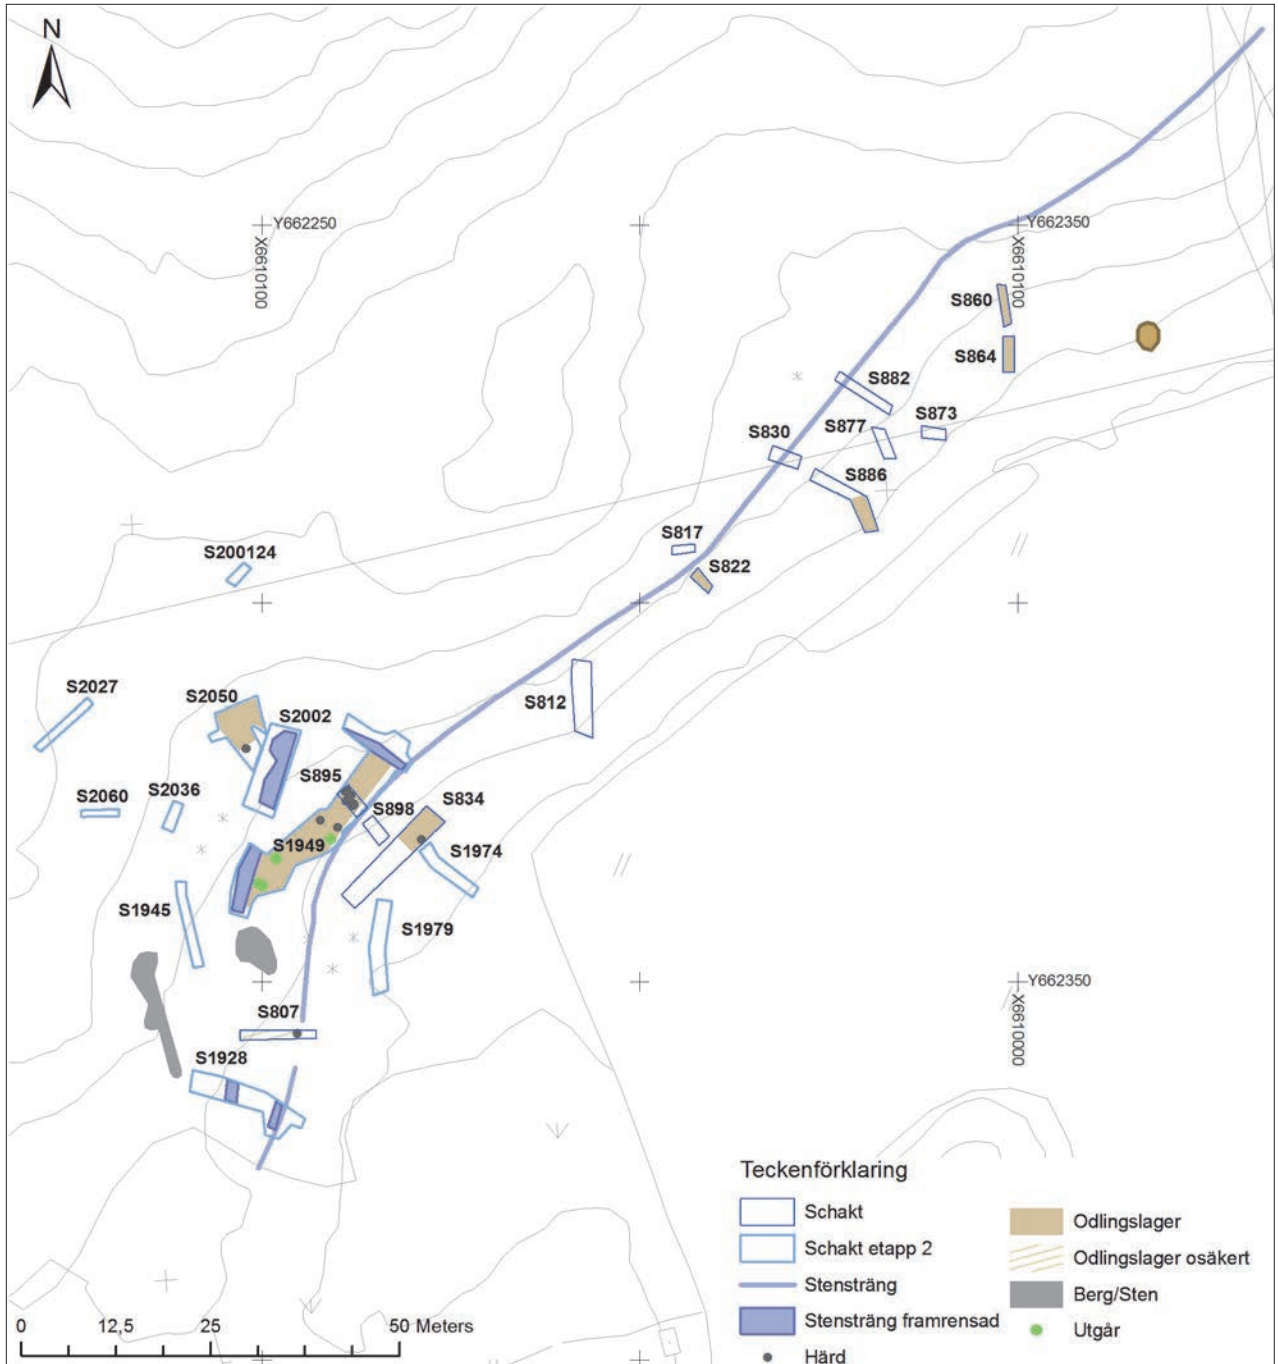 N
Y662250
X6610100
Y662350
X6610100
S860
S864
S882
S873
S877
S830
S886
S817
S822
S200124
S812
S2027
S2050
S2002
S895
S2060
S2036
S898
S834
S1949
S1974
S1945
S1979
Y662350
X6610000
S807
S1928
Teckenförklaring
Schakt
Schakt etapp 2
Stensträng
Stensträng framrensad
Härd
Odlingslager
Odlingslager osäkert
Berg/Sten
Utgår
0 12,5 25 50 Meters